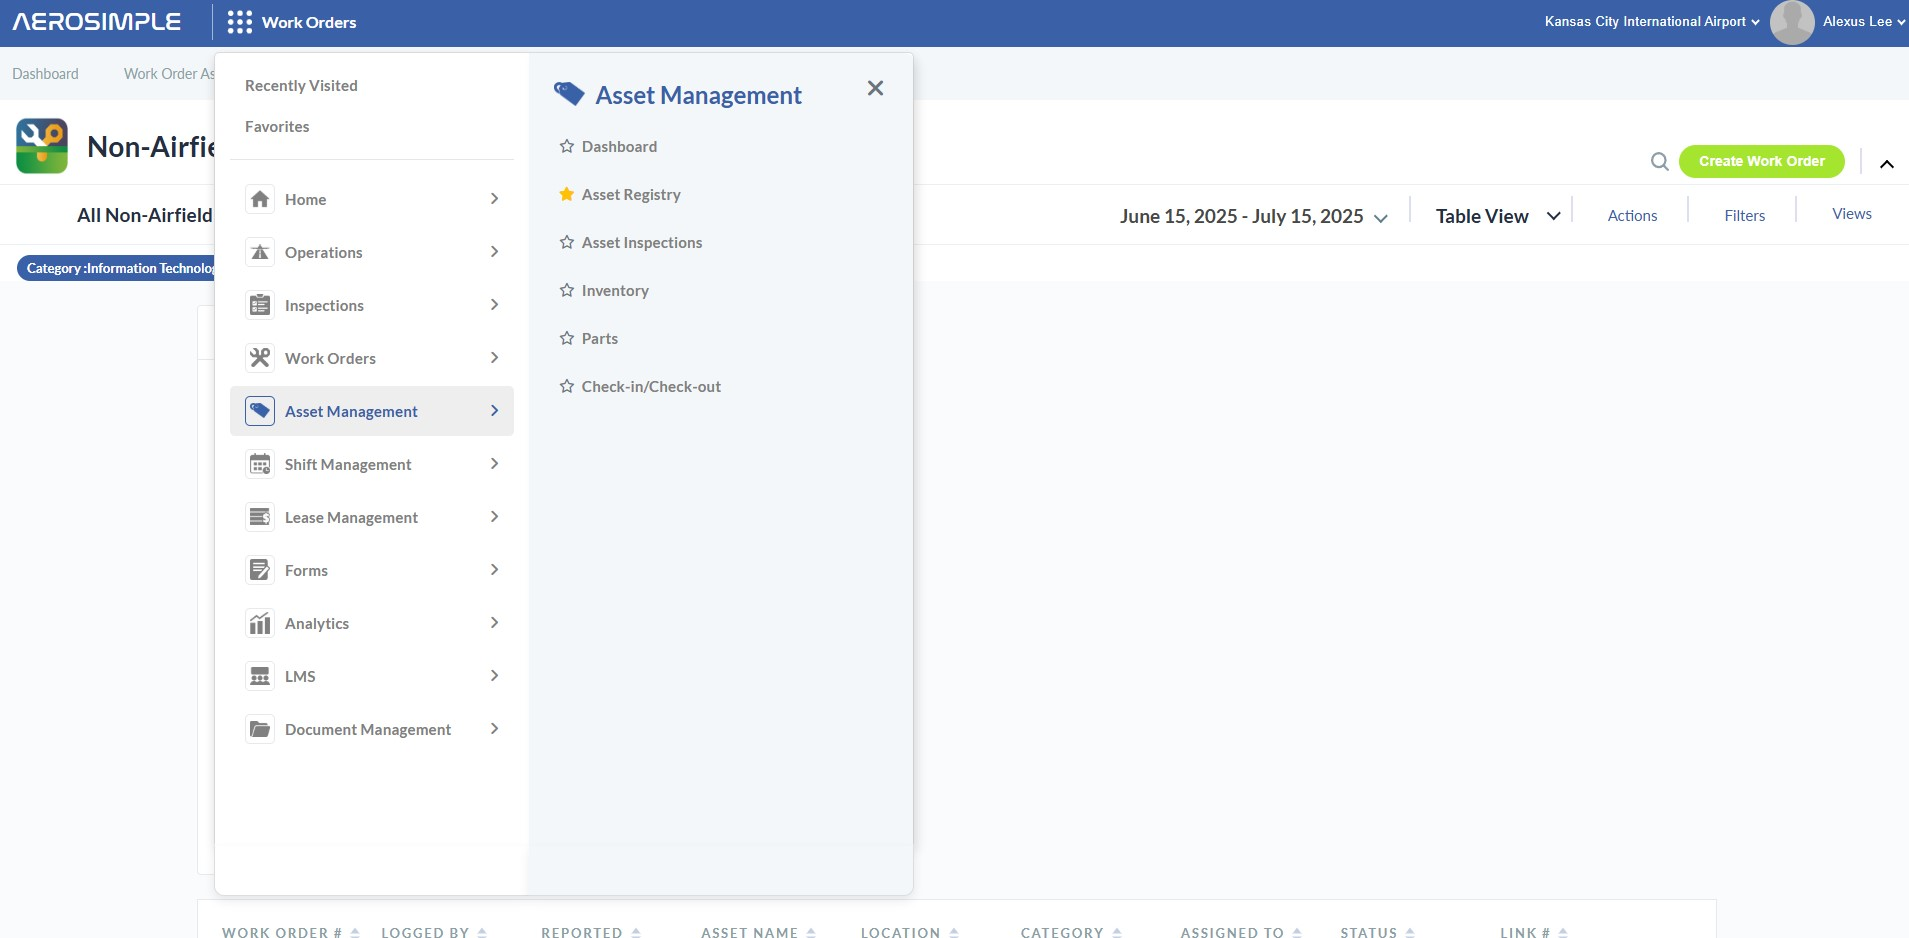 AEROSIMPLE
Work Orders
Kansas City International Airport
Alexus Lee
Dashboard
Work Order As
Non-Airfie
Create Work Order
All Non-Airfield
June 15, 2025 - July 15, 2025
Table View
Actions
Filters
Views
Category :Information Technolog
Recently Visited
Favorites
Home
Operations
Inspections
Work Orders
Asset Management
Shift Management
Lease Management
Forms
Analytics
LMS
Document Management
Asset Management
Dashboard
Asset Registry
Asset Inspections
Inventory
Parts
Check-in/Check-out
WORK ORDER #
LOGGED BY
REPORTED
ASSET NAME
LOCATION
CATEGORY
ASSIGNED TO
STATUS
LINK #